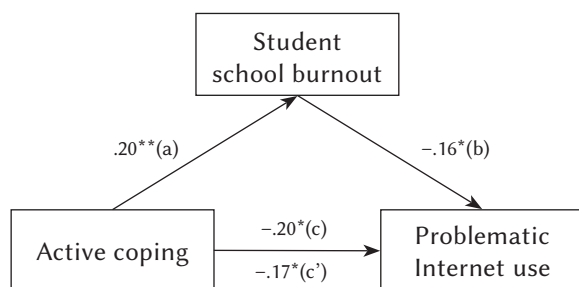 Student
school burnout
.20**(a)
–.16*(b)
Active coping
–.20*(c)
–.17*(c’)
Problematic
Internet use